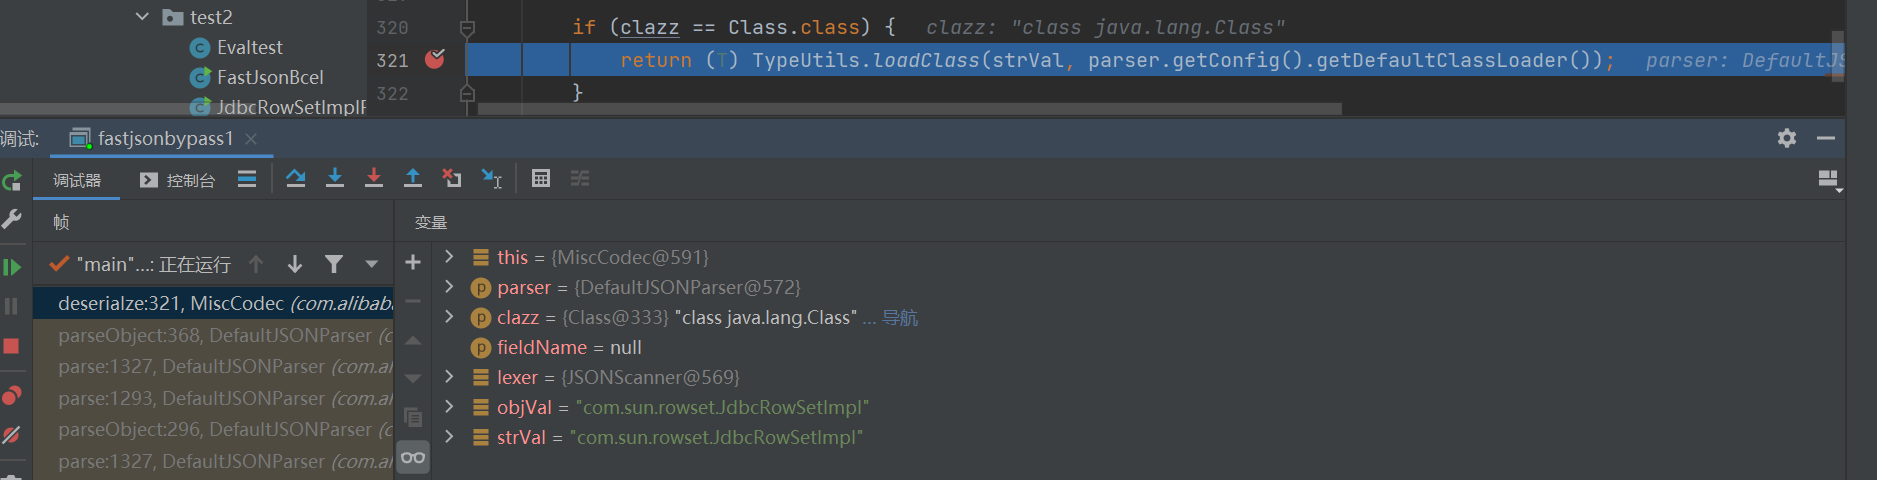 test2
Evaltest
FastJsonBcel
JdbcRowSetImplF
320 if (clazz == Class.class) { clazz: "class java.lang.Class"
321 return (T) TypeUtils.loadClass(strVal, parser.getConfig().getDefaultClassLoader()); parser: DefaultJS
322 }
调试: fastjsonbypass1
调试器 控制台
帧 变量
"main"...: 正在运行
deserialze:321, MiscCodec (com.alibaba
parseObject:368, DefaultJSONParser (c
parse:1327, DefaultJSONParser (com.al
parse:1293, DefaultJSONParser (com.al
parseObject:296, DefaultJSONParser (c
parse:1327, DefaultJSONParser (com.al
this = {MiscCodec@591}
parser = {DefaultJSONParser@572}
clazz = {Class@333} "class java.lang.Class" ... 导航
fieldName = null
lexer = {JSONScanner@569}
objVal = "com.sun.rowset.JdbcRowSetImpl"
strVal = "com.sun.rowset.JdbcRowSetImpl"